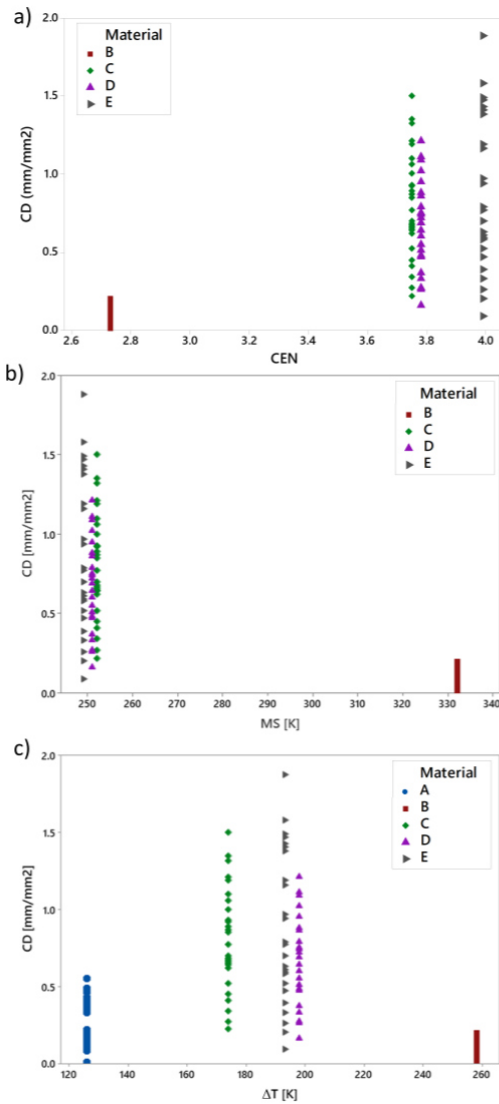 a)
2.0
1.5
1.0
0.5
0.0
CD (mm/mm2)
Material
B
C
D
E
2.6 2.8 3.0 3.2 3.4 3.6 3.8 4.0
CEN
b)
2.0
1.5
1.0
0.5
0.0
CD [mm/mm2]
Material
B
C
D
E
250 260 270 280 290 300 310 320 330 340
MS [K]
c)
2.0
1.5
1.0
0.5
0.0
CD [mm/mm2]
Material
A
B
C
D
E
120 140 160 180 200 220 240 260
ΔT [K]